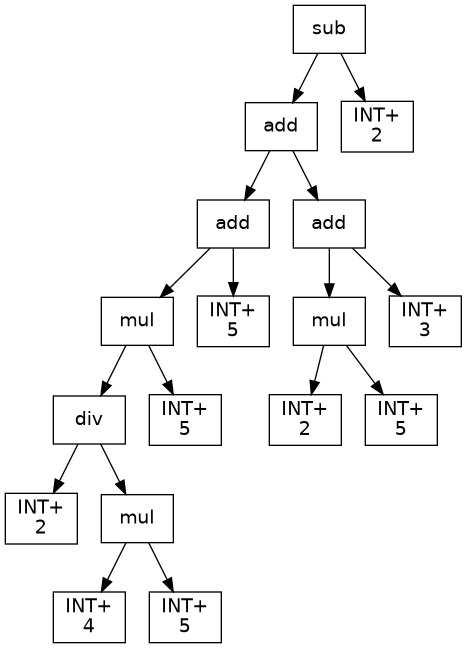 sub
add
INT+
2
add
add
mul
INT+
5
mul
INT+
3
div
INT+
5
INT+
2
INT+
5
INT+
2
mul
INT+
4
INT+
5